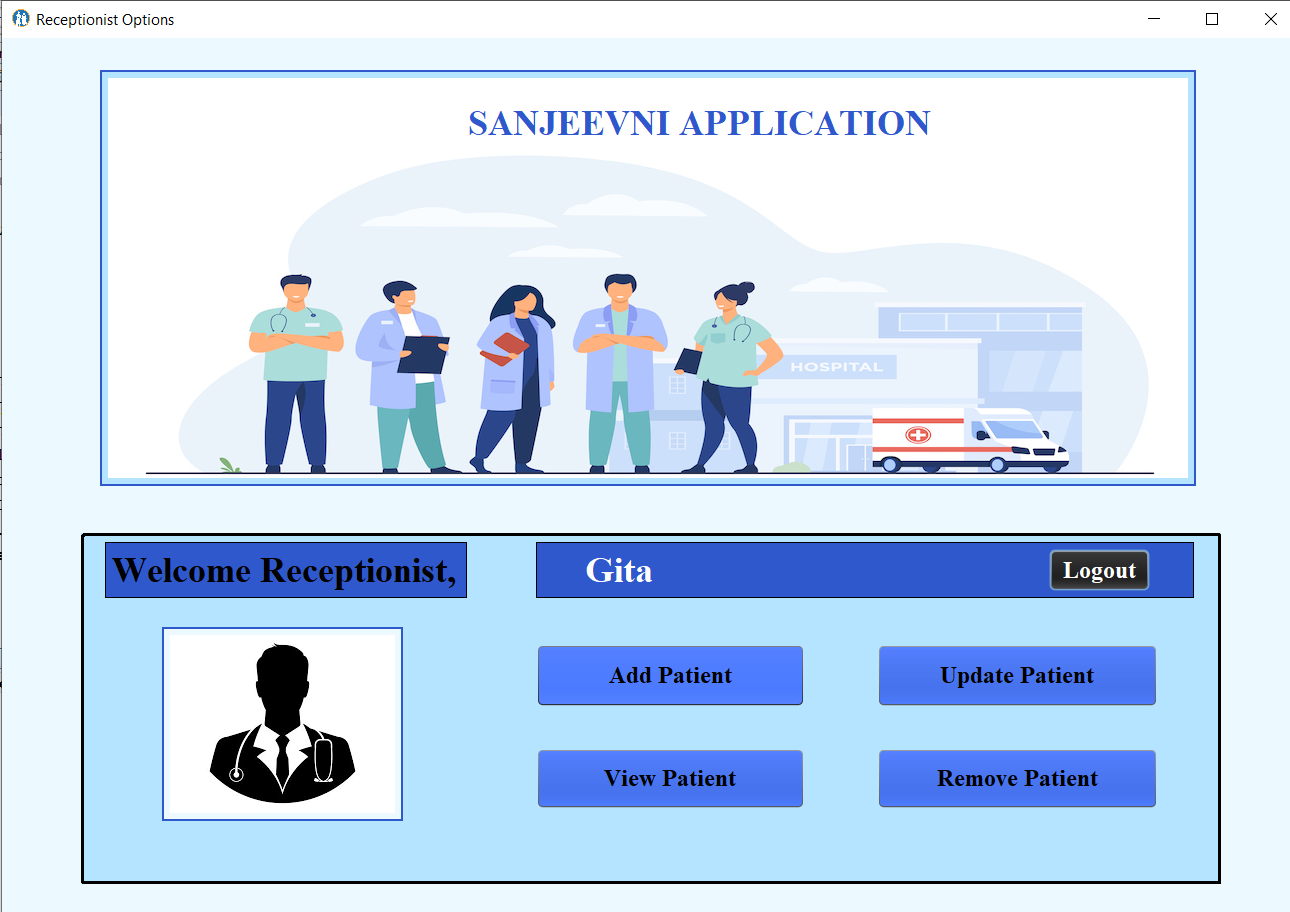 Receptionist Options
SANJEEVNI APPLICATION
HOSPITAL
Welcome Receptionist,
Gita
Logout
Add Patient
Update Patient
View Patient
Remove Patient